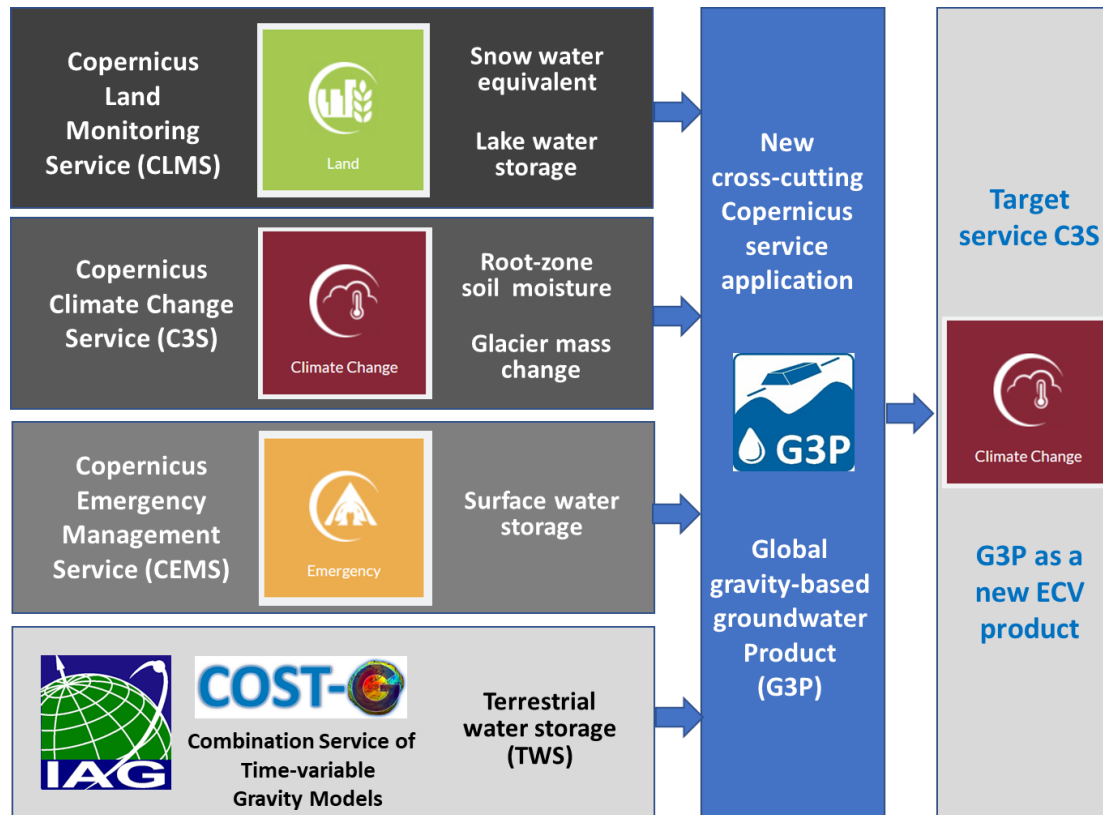 Copernicus
Land
Monitoring
Service (CLMS)
Land
Snow water
equivalent
Lake water
storage
Copernicus
Climate Change
Service (C3S)
Climate Change
Root-zone
soil moisture
Glacier mass
change
Copernicus
Emergency
Management
Service (CEMS)
Emergency
Surface water
storage
IAG
COST-G
Combination Service of
Time-variable
Gravity Models
Terrestrial
water storage
(TWS)
New
cross-cutting
Copernicus
service
application
G3P
Global
gravity-based
groundwater
Product
(G3P)
Target
service C3S
Climate Change
G3P as a
new ECV
product